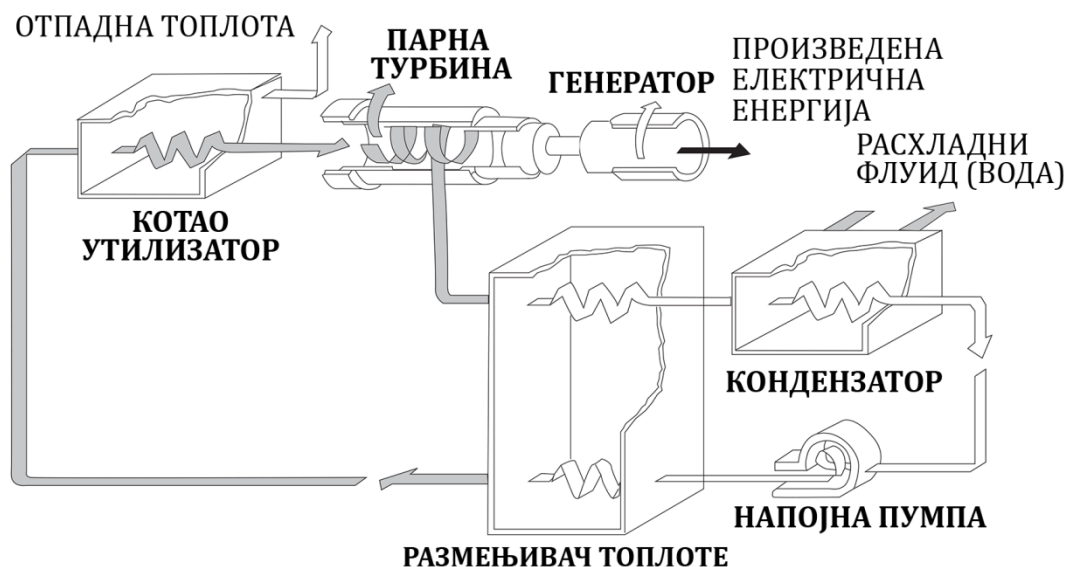 ОТПАДНА ТОПЛОТА
ПАРНА
ТУРБИНА
ГЕНЕРАТОР
ПРОИЗВЕДЕНА
ЕЛЕКТРИЧНА
ЕНЕРГИЈА
РАСХЛАДНИ
ФЛУИД (ВОДА)
КОТАО
УТИЛИЗАТОР
КОНДЕНЗАТОР
НАПОЈНА ПУМПА
РАЗМЕЊИВАЧ ТОПЛОТЕ